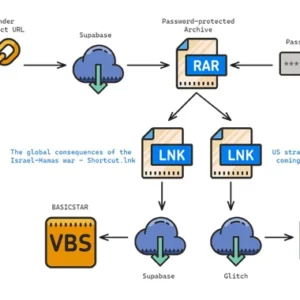 nder
ct URL
Supabase
Password-protected
Archive
RAR
Pass
***
The global consequences of the
Israel-Hamas war - Shortcut.lnk
LNK
LNK
US stra
coming
BASICSTAR
VBS
Supabase
Glitch